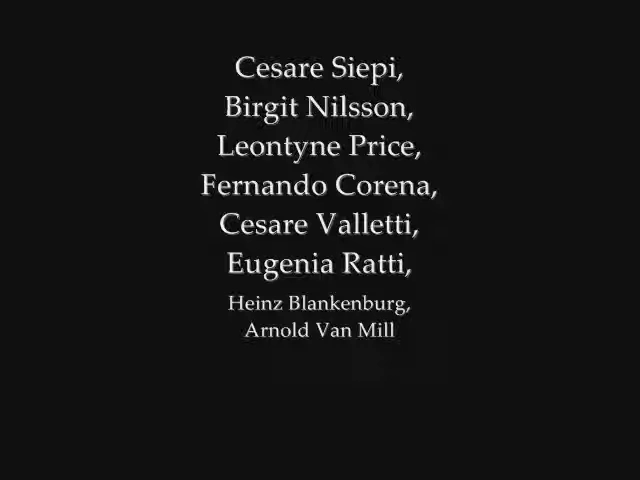 Cesare Siepi,
Birgit Nilsson,
Leontyne Price,
Fernando Corena,
Cesare Valletti,
Eugenia Ratti,
Heinz Blankenburg,
Arnold Van Mill